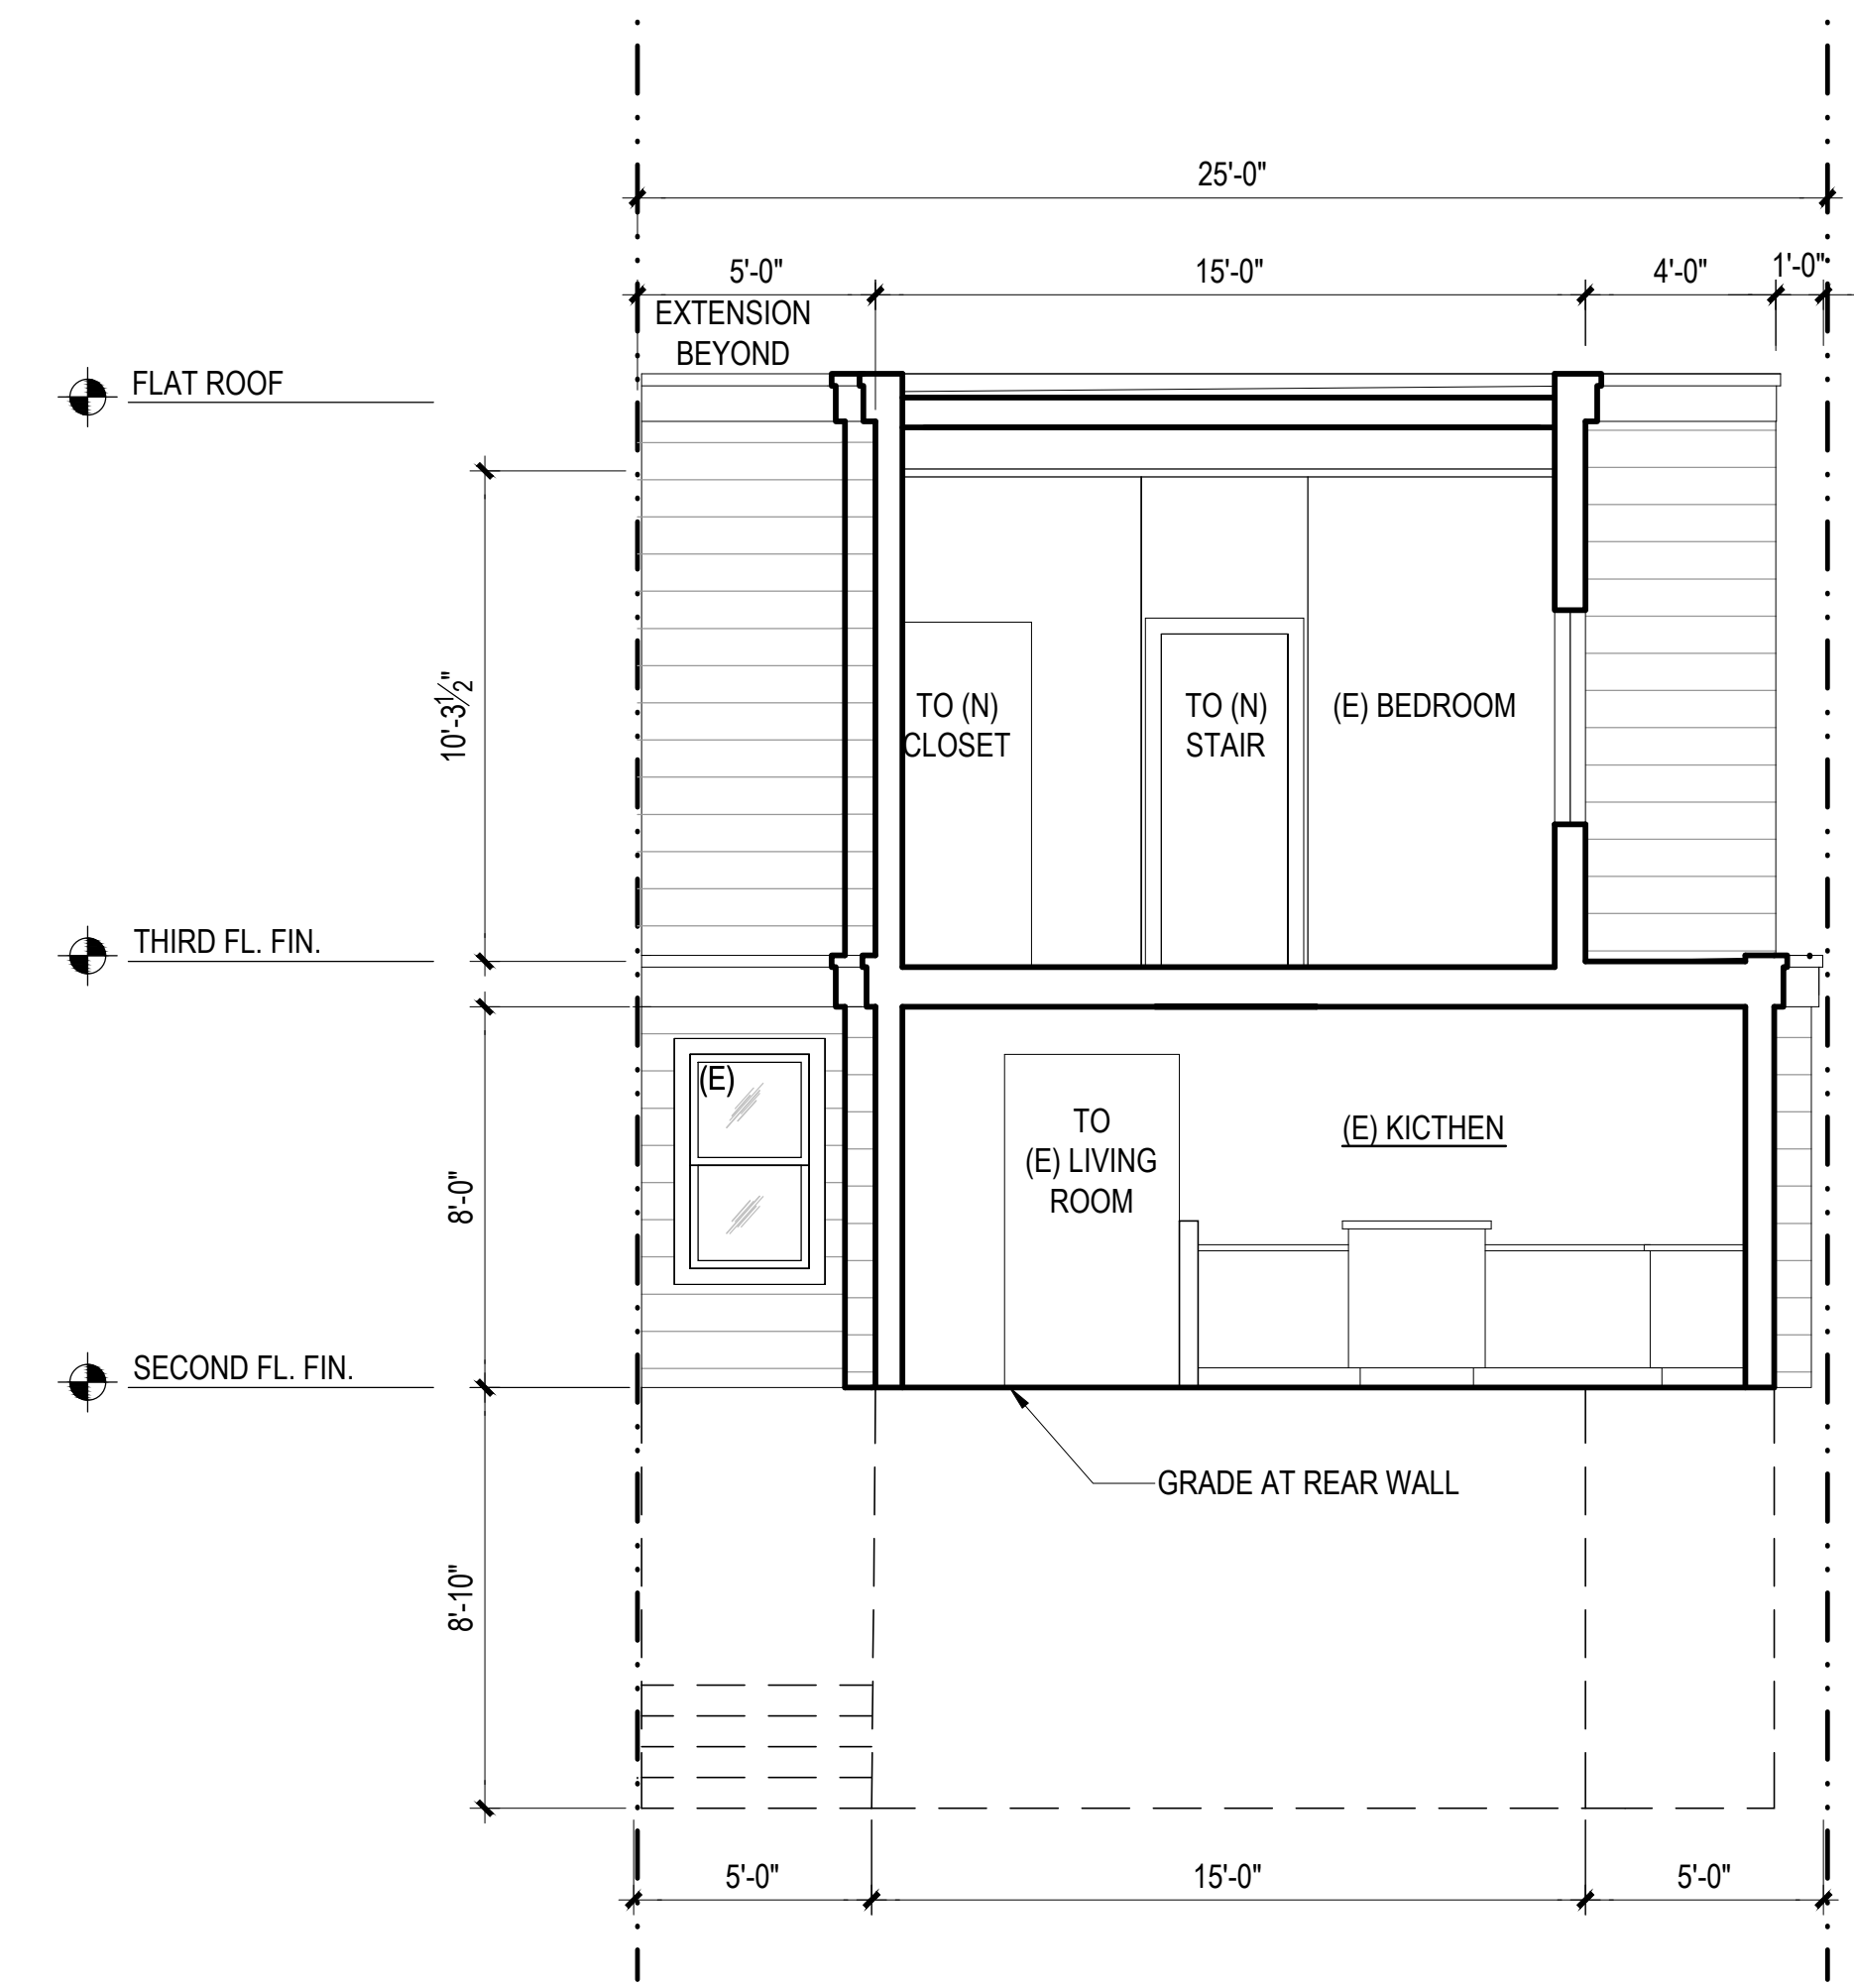 25'-0"
5'-0"
15'-0"
4'-0"
1'-0"
EXTENSION
BEYOND
FLAT ROOF
10'-3½"
TO (N)
CLOSET
TO (N)
STAIR
(E) BEDROOM
THIRD FL. FIN.
(E)
8'-0"
TO
(E) LIVING
ROOM
(E) KICTHEN
SECOND FL. FIN.
GRADE AT REAR WALL
8'-10"
5'-0"
15'-0"
5'-0"